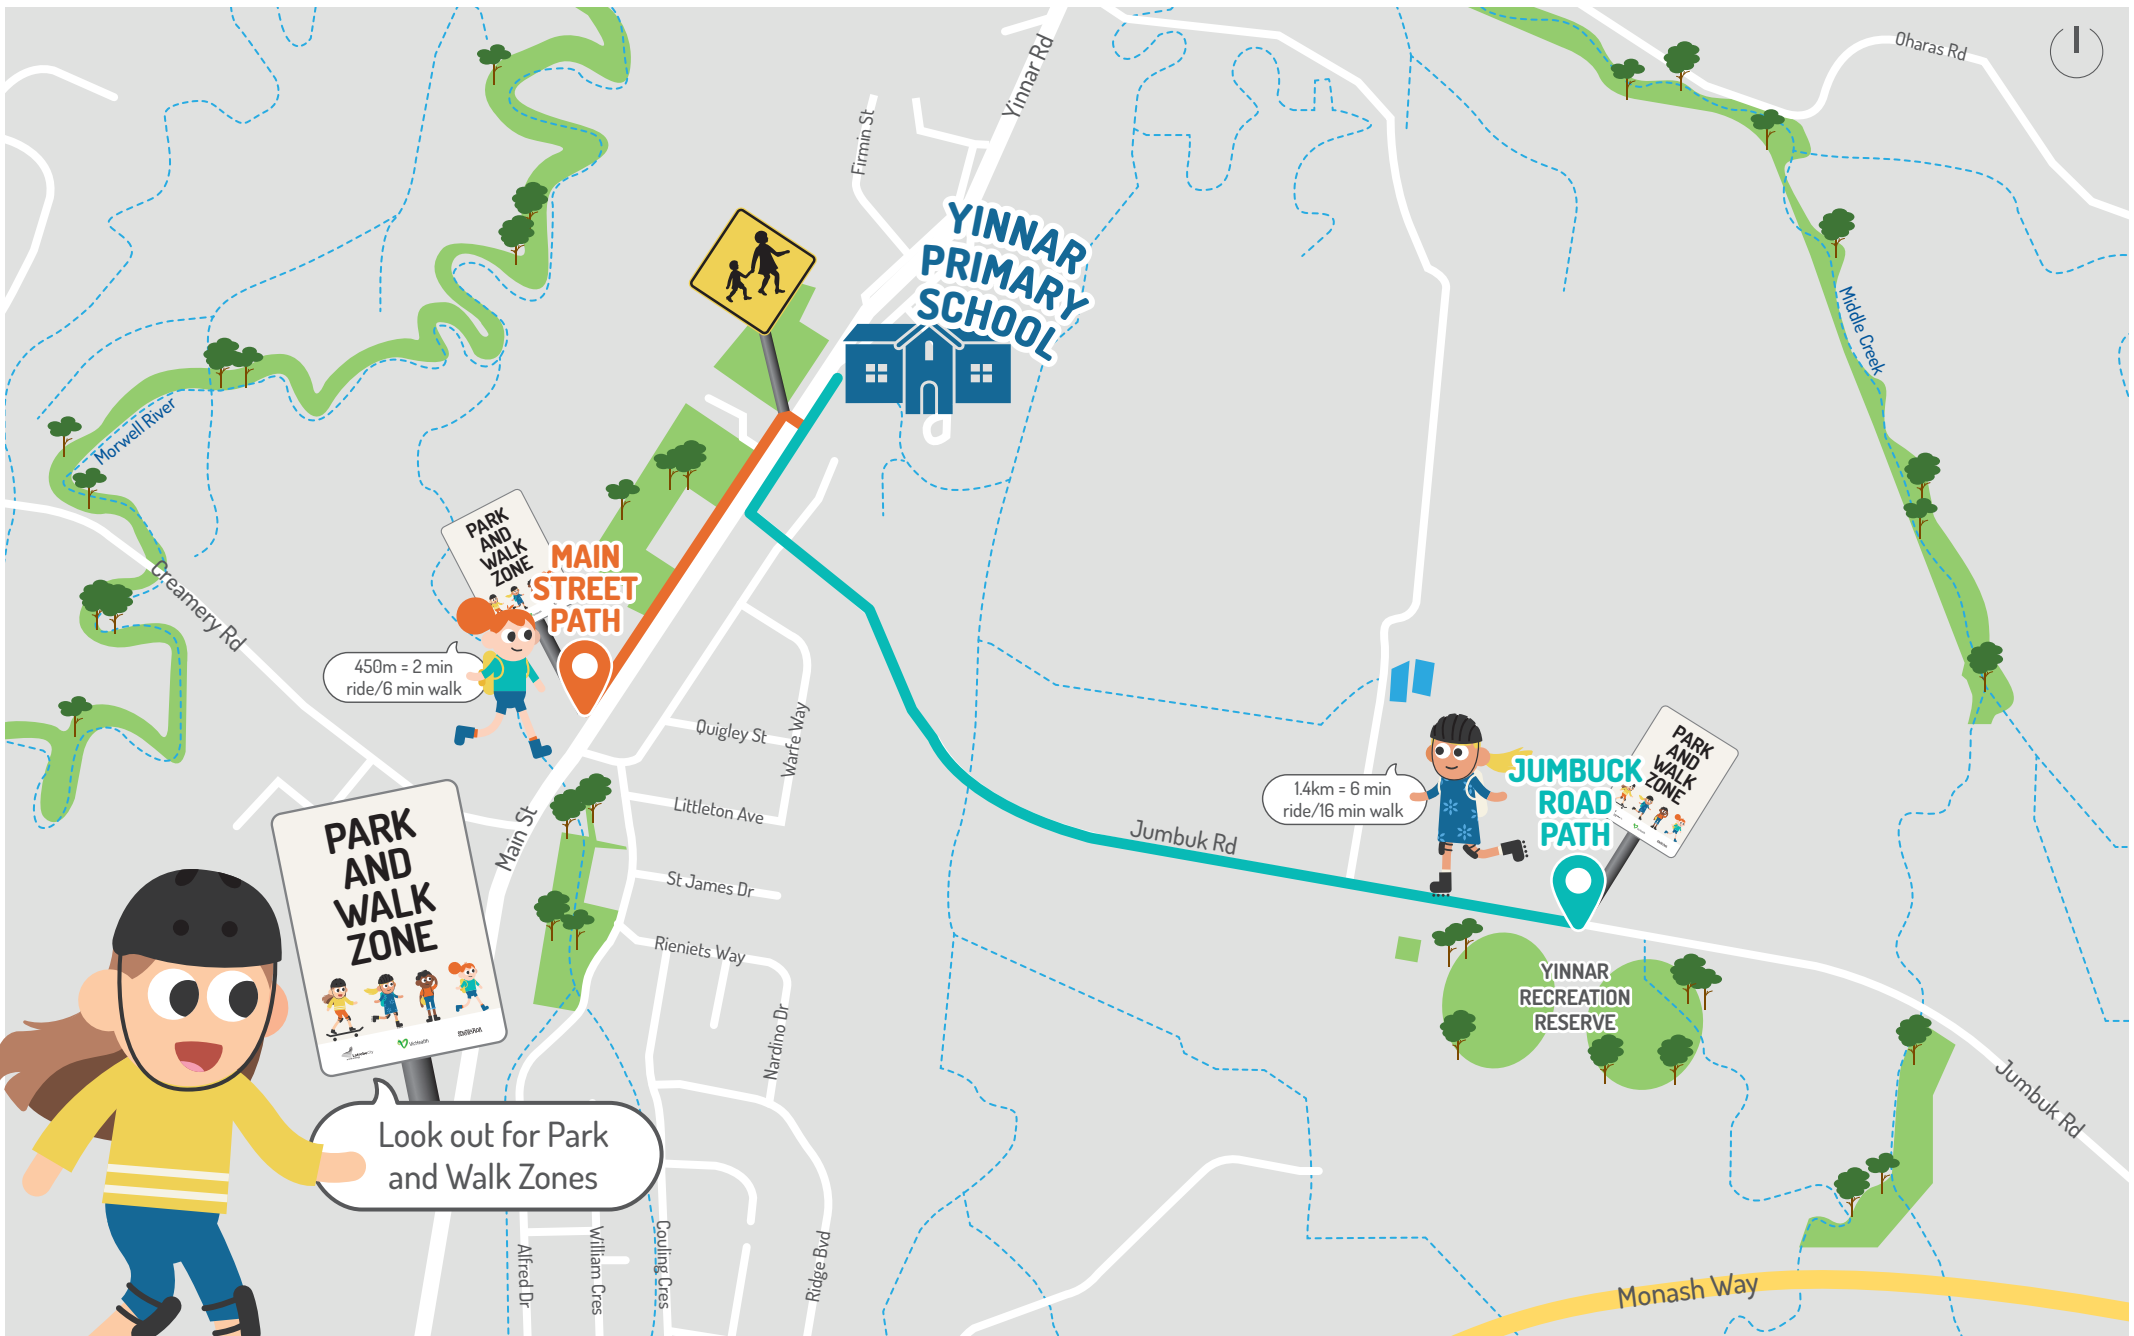 Oharas Rd
Yinnar Rd
Firmin St
YINNAR
PRIMARY
SCHOOL
Middle Creek
Morwell River
PARK
AND
WALK
ZONE
MAIN
STREET
PATH
Creamery Rd
450m = 2 min
ride/6 min walk
Quigley St
Warfe Way
PARK
AND
WALK
ZONE
JUMBUCK
ROAD
PATH
1.4km = 6 min
ride/16 min walk
Littleton Ave
Main St
Jumbuk Rd
PARK
AND
WALK
ZONE
St James Dr
Rieniets Way
YINNAR
RECREATION
RESERVE
Nardino Dr
VicHealth
Jumbuk Rd
Look out for Park
and Walk Zones
Alfred Dr
William Cres
Couling Cres
Ridge Bvd
Monash Way